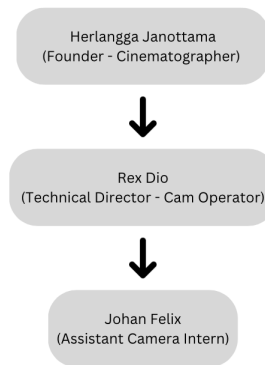 Herlangga Janottama
(Founder - Cinematographer)
Rex Dio
(Technical Director - Cam Operator)
Johan Felix
(Assistant Camera Intern)